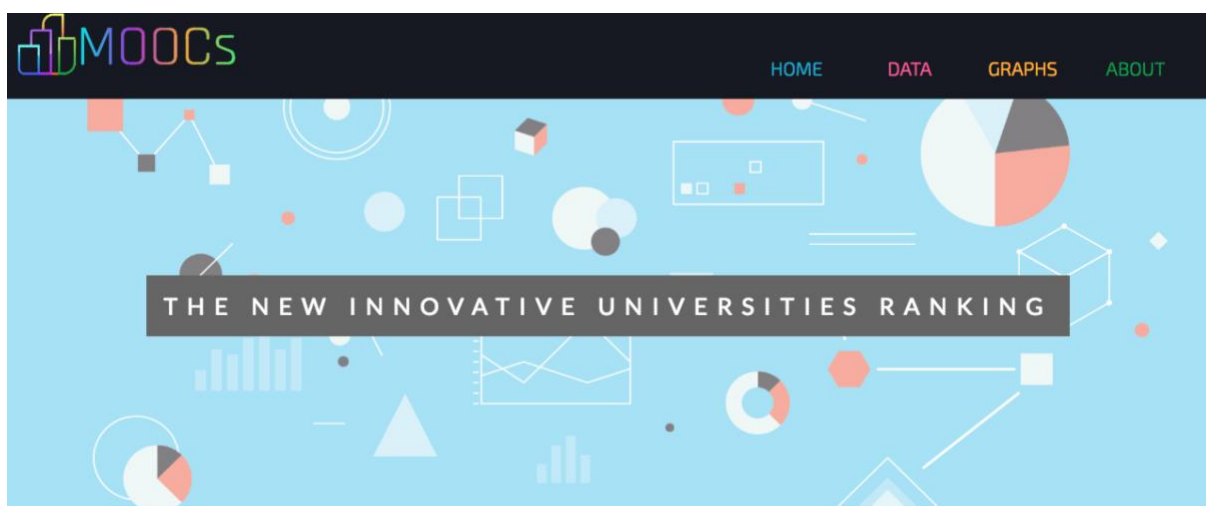 MOOCs
HOME DATA GRAPHS ABOUT
THE NEW INNOVATIVE UNIVERSITIES RANKING